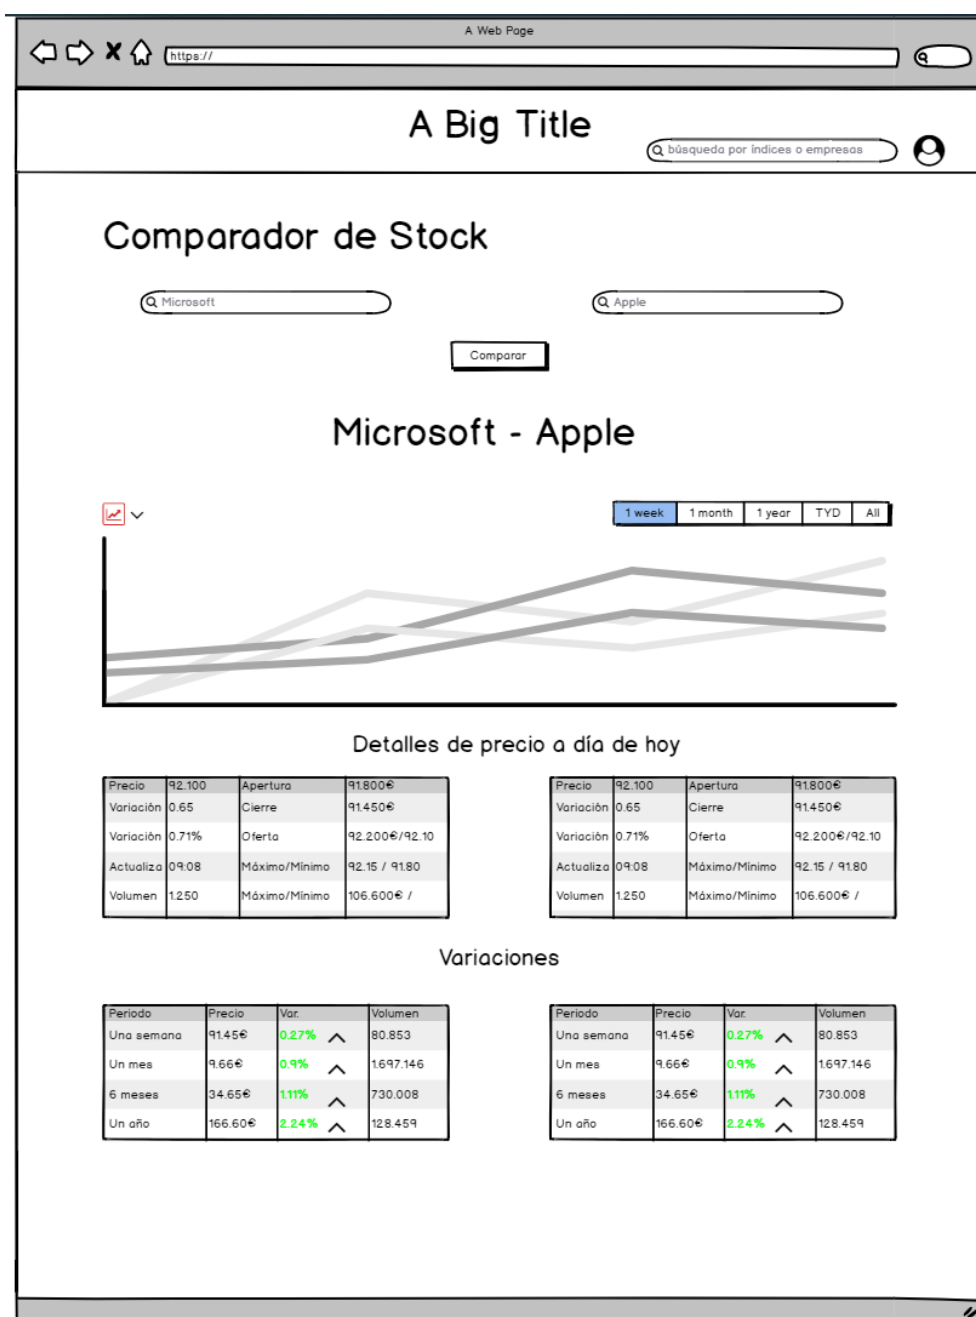 A Web Page
https://
A Big Title
búsqueda por índices o empresas
Comparador de Stock
Microsoft Apple
Comparar
Microsoft - Apple
1 week 1 month 1 year TYD All
Detalles de precio a día de hoy
Precio 92.100 Apertura 91.800€ Precio 92.100 Apertura 91.800€
Variación 0.65 Cierre 91.450€ Variación 0.65 Cierre 91.450€
Variación 0.71% Oferta 92.200€/92.10 Variación 0.71% Oferta 92.200€/92.10
Actualiza 09:08 Máximo/Mínimo 92.15 / 91.80 Actualiza 09:08 Máximo/Mínimo 92.15 / 91.80
Volumen 1.250 Máximo/Mínimo 106.600€ / Volumen 1.250 Máximo/Mínimo 106.600€ /
Variaciones
Periodo Precio Var. Volumen Periodo Precio Var. Volumen
Una semana 91.45€ 0.27% 80.853 Una semana 91.45€ 0.27% 80.853
Un mes 9.66€ 0.9% 1.697.146 Un mes 9.66€ 0.9% 1.697.146
6 meses 34.65€ 1.11% 730.008 6 meses 34.65€ 1.11% 730.008
Un año 166.60€ 2.24% 128.459 Un año 166.60€ 2.24% 128.459